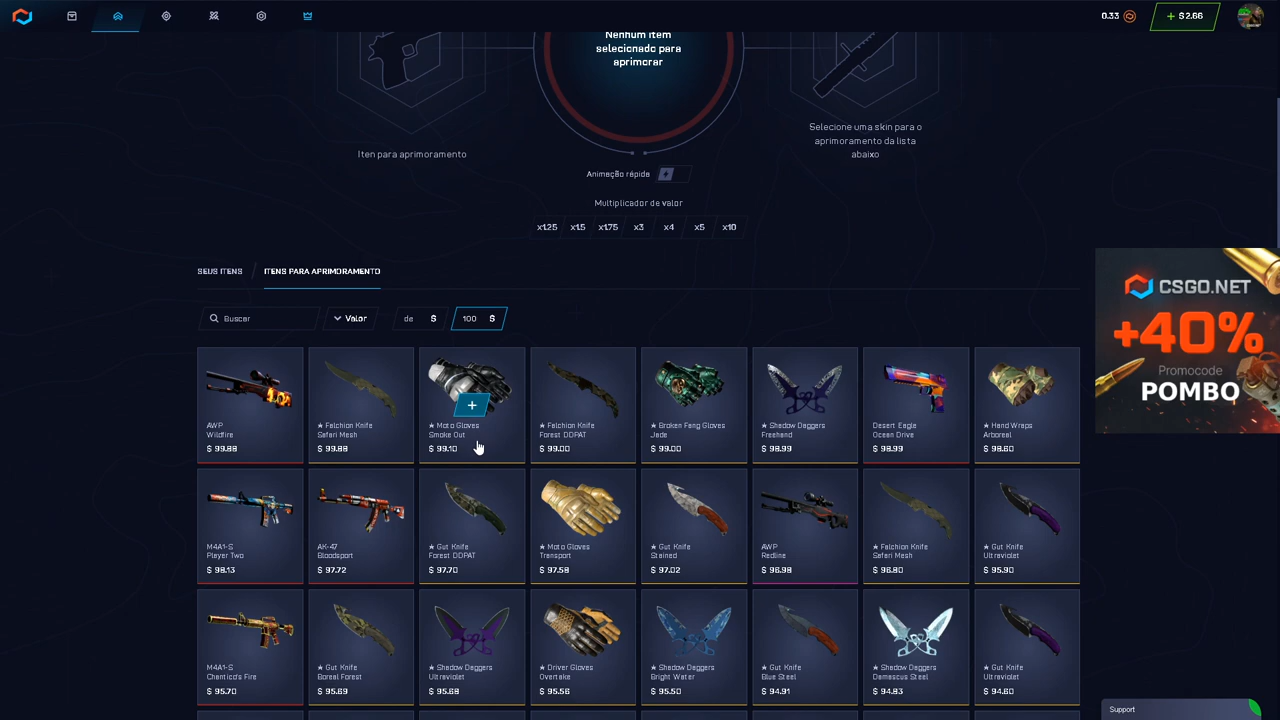 0.33
+ $ 2.66
Nenhum item
selecionado para
aprimorar
Iten para aprimoramento
Selecione uma skin para o
aprimoramento da lista
abaixo
Animação rápida
Multiplicador de valor
x1.25 x1.5 x1.75 x3 x4 x5 x10
SEUS ITENS ITENS PARA APRIMORAMENTO
Buscar Valor de $ 100 $
CSGO.NET
+40%
Promocode
POMBO
AWP
Wildfire
$ 99.88
★ Falchion Knife
Safari Mesh
$ 99.88
+
★ Moto Gloves
Smoke Out
$ 99.10
★ Falchion Knife
Forest DDPAT
$ 99.00
★ Broken Fang Gloves
Jade
$ 99.00
★ Shadow Daggers
Freehand
$ 98.99
Desert Eagle
Ocean Drive
$ 98.99
★ Hand Wraps
Arboreal
$ 98.60
M4A1-S
Player Two
$ 98.13
AK-47
Bloodsport
$ 97.72
★ Gut Knife
Forest DDPAT
$ 97.70
★ Moto Gloves
Transport
$ 97.58
★ Gut Knife
Stained
$ 97.02
AWP
Redline
$ 96.98
★ Falchion Knife
Safari Mesh
$ 96.80
★ Gut Knife
Ultraviolet
$ 95.90
M4A1-S
Chantico's Fire
$ 95.70
★ Gut Knife
Boreal Forest
$ 95.69
★ Shadow Daggers
Ultraviolet
$ 95.68
★ Driver Gloves
Overtake
$ 95.56
★ Shadow Daggers
Bright Water
$ 95.50
★ Gut Knife
Blue Steel
$ 94.91
★ Shadow Daggers
Damascus Steel
$ 94.83
★ Gut Knife
Ultraviolet
$ 94.60
Support